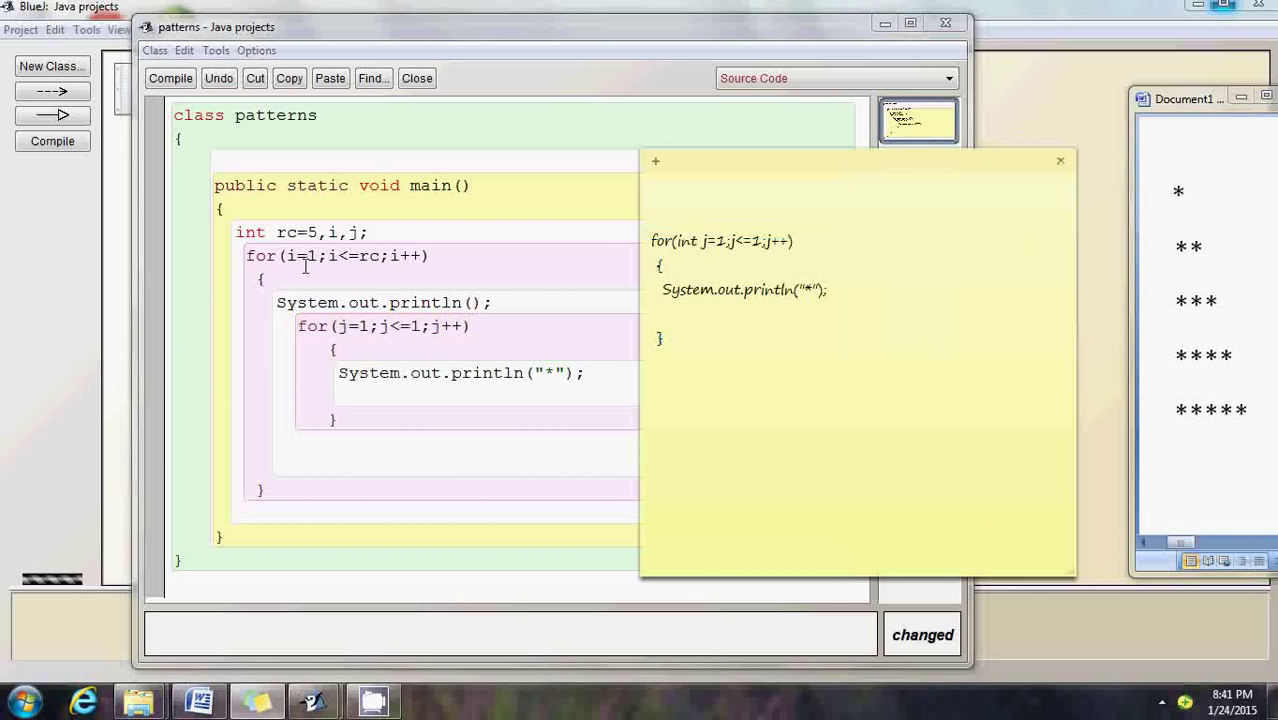 BlueJ: Java projects
patterns - Java projects
Project Edit Tools View
Class Edit Tools Options
New Class...
Compile
Compile Undo Cut Copy Paste Find... Close
Source Code
class patterns
{
public static void main()
{
int rc=5,i,j;
for(i=1;i<=rc;i++)
{
System.out.println();
for(j=1;j<=1;j++)
{
System.out.println("*");
}
}
}
}
changed
+ ×
for(int j=1;j<=1;j++)
{
System.out.println("*");
}
Document1 ...
*
**
***
****
*****
8:41 PM
1/24/2015